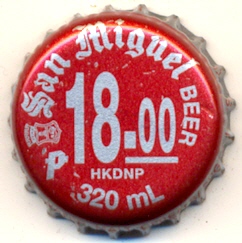 San Miguel
BEER
₱18.00
HKDNP
320 mL